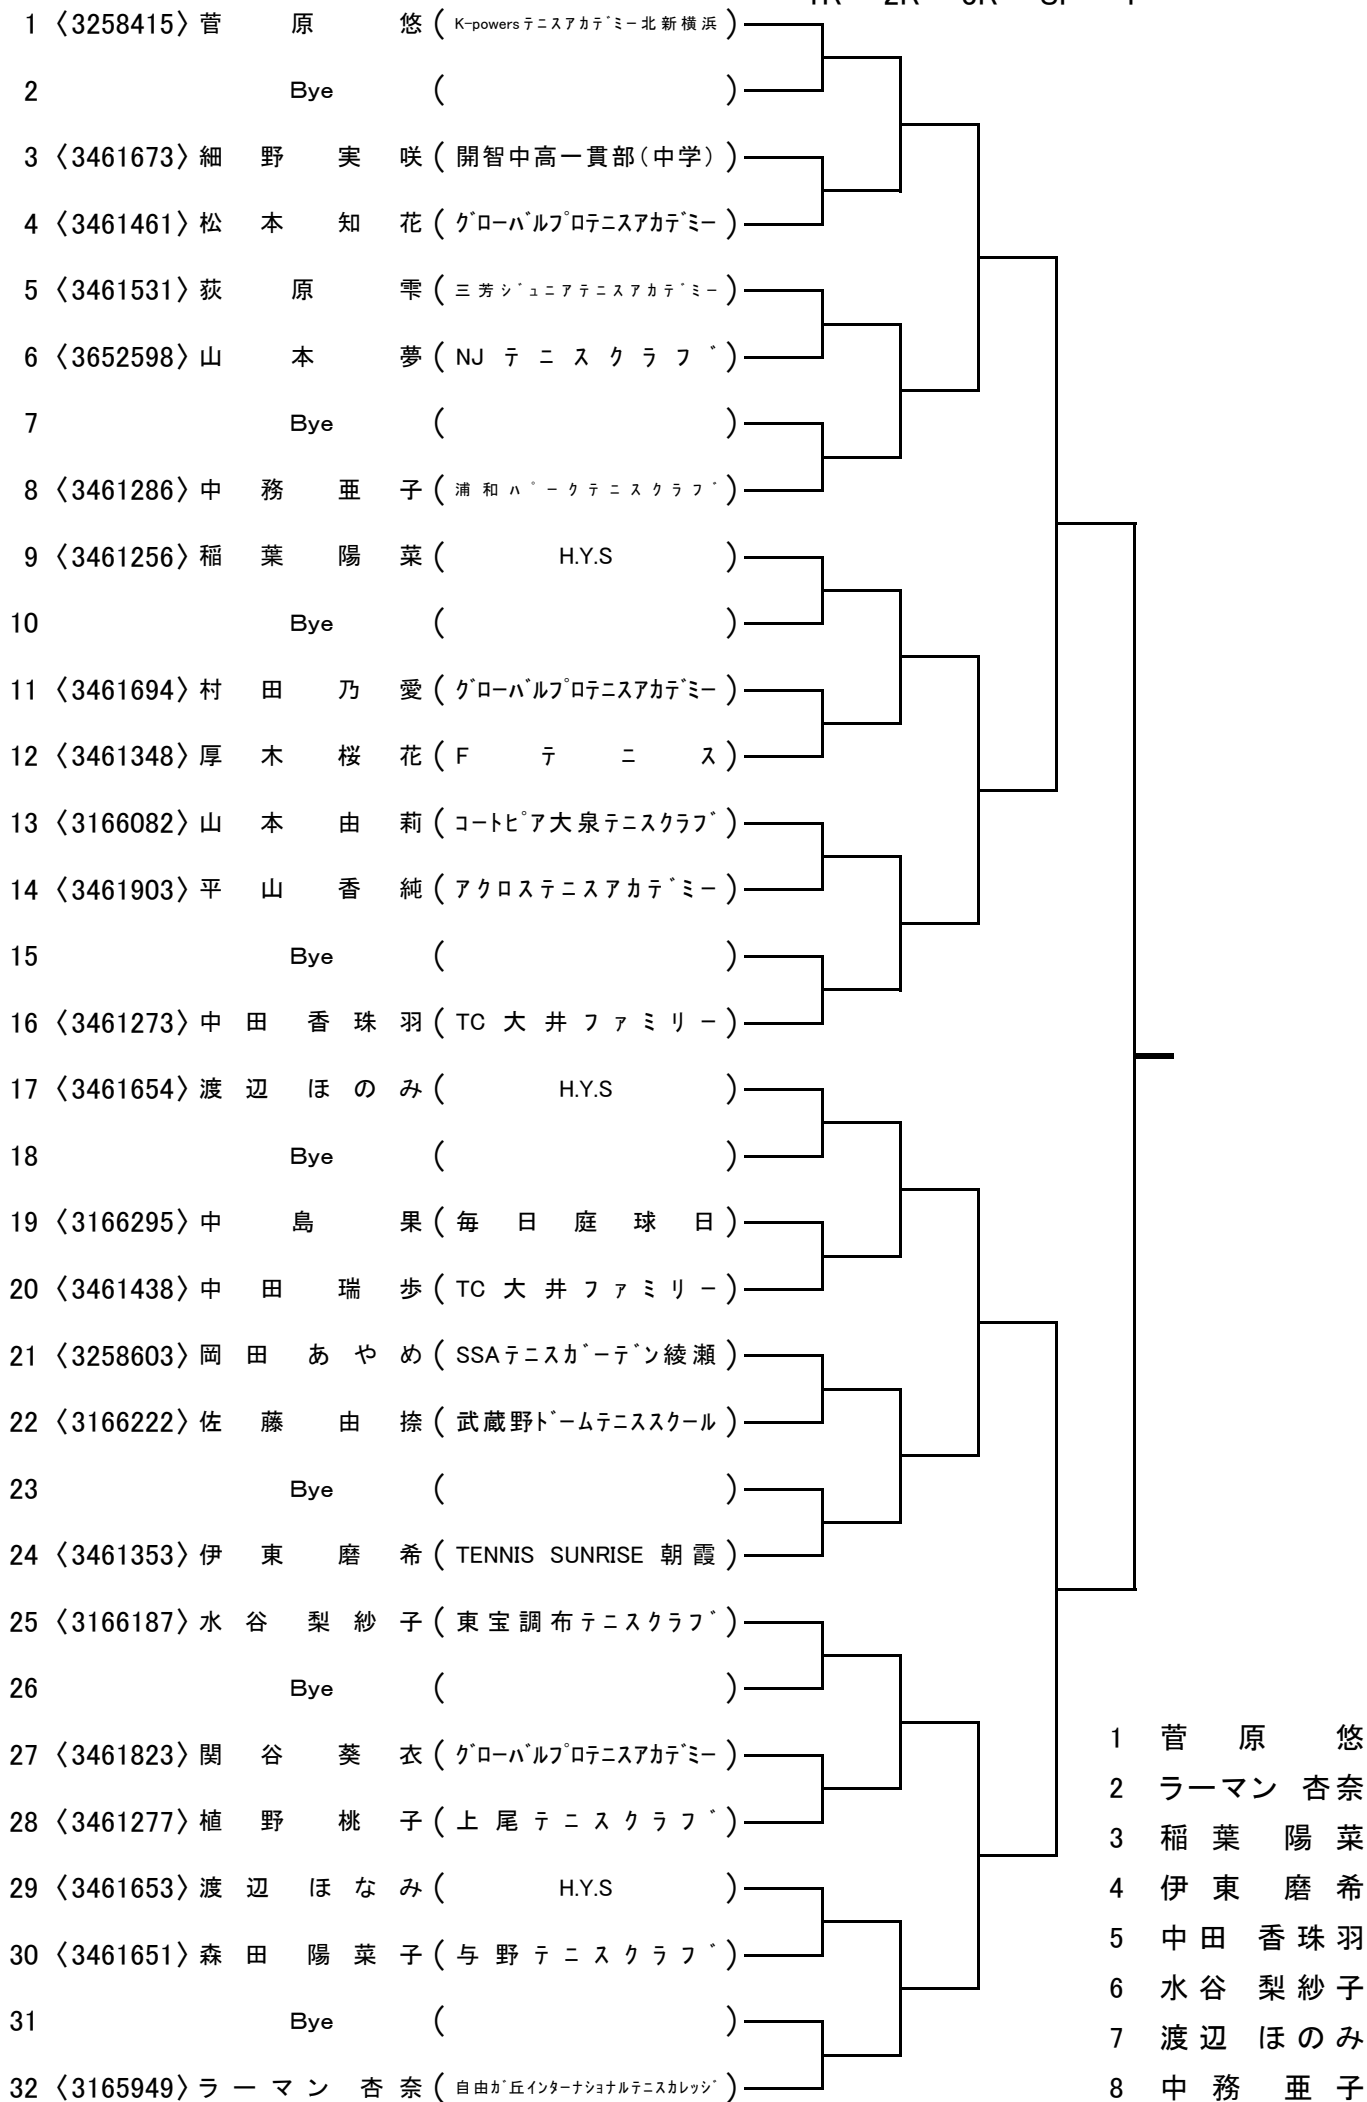 1 〈3258415〉 菅原 悠 ( K-powersテニスアカデミー北新横浜 )
2 Bye ( )
3 〈3461673〉 細野 実咲 ( 開智中高一貫部(中学) )
4 〈3461461〉 松本 知花 ( グローバルプロテニスアカデミー )
5 〈3461531〉 荻原 雫 ( 三芳ジュニアテニスアカデミー )
6 〈3652598〉 山本 夢 ( NJテニスクラブ )
7 Bye ( )
8 〈3461286〉 中務 亜子 ( 浦和パークテニスクラブ )
9 〈3461256〉 稲葉 陽菜 ( H.Y.S )
10 Bye ( )
11 〈3461694〉 村田 乃愛 ( グローバルプロテニスアカデミー )
12 〈3461348〉 厚木 桜花 ( Fテニス )
13 〈3166082〉 山本 由莉 ( コートピア大泉テニスクラブ )
14 〈3461903〉 平山 香純 ( アクロステニスアカデミー )
15 Bye ( )
16 〈3461273〉 中田 香珠羽 ( TC大井ファミリー )
17 〈3461654〉 渡辺 ほのみ ( H.Y.S )
18 Bye ( )
19 〈3166295〉 中島 果 ( 毎日庭球日 )
20 〈3461438〉 中田 瑞歩 ( TC大井ファミリー )
21 〈3258603〉 岡田 あやめ ( SSAテニスガーデン綾瀬 )
22 〈3166222〉 佐藤 由捺 ( 武蔵野ドームテニススクール )
23 Bye ( )
24 〈3461353〉 伊東 磨希 ( TENNIS SUNRISE 朝霞 )
25 〈3166187〉 水谷 梨紗子 ( 東宝調布テニスクラブ )
26 Bye ( )
27 〈3461823〉 関谷 葵衣 ( グローバルプロテニスアカデミー )
28 〈3461277〉 植野 桃子 ( 上尾テニスクラブ )
29 〈3461653〉 渡辺 ほなみ ( H.Y.S )
30 〈3461651〉 森田 陽菜子 ( 与野テニスクラブ )
31 Bye ( )
32 〈3165949〉 ラーマン 杏奈 ( 自由ガ丘インターナショナルテニスカレッジ )
1 菅原 悠
2 ラーマン 杏奈
3 稲葉 陽菜
4 伊東 磨希
5 中田 香珠羽
6 水谷 梨紗子
7 渡辺 ほのみ
8 中務 亜子